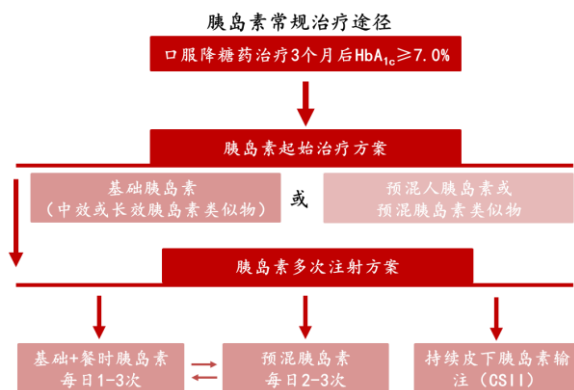 胰岛素常规治疗途径
口服降糖药治疗3个月后HbA1c≥7.0%
胰岛素起始治疗方案
基础胰岛素
（中效或长效胰岛素类似物）
或
预混人胰岛素或
预混胰岛素类似物
胰岛素多次注射方案
基础+餐时胰岛素
每日1-3次
预混胰岛素
每日2-3次
持续皮下胰岛素输
注（CSII）